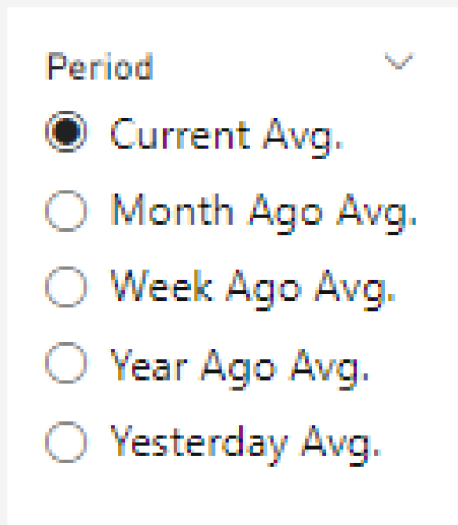 Period
Current Avg.
Month Ago Avg.
Week Ago Avg.
Year Ago Avg.
Yesterday Avg.